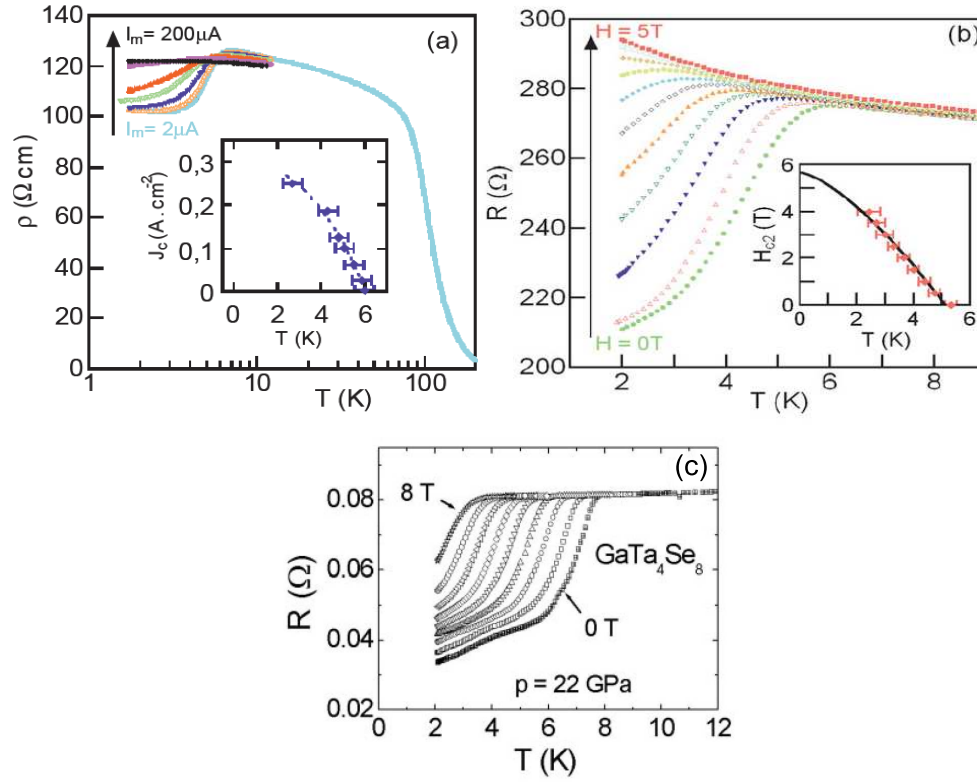 (a)
I_m = 200µA
I_m = 2µA
ρ (Ω cm)
140
120
100
80
60
40
20
0
1
10
100
T (K)
J_c (A.cm⁻²)
0,3
0,2
0,1
0
0 2 4 6
T (K)
(b)
H = 5T
H = 0T
R (Ω)
300
280
260
240
220
200
2 4 6 8
T (K)
H_c2 (T)
6
4
2
0
0 2 4 6
T (K)
(c)
8 T
GaTa₄Se₈
0 T
p = 22 GPa
R (Ω)
0.08
0.06
0.04
0.02
0 2 4 6 8 10 12
T (K)